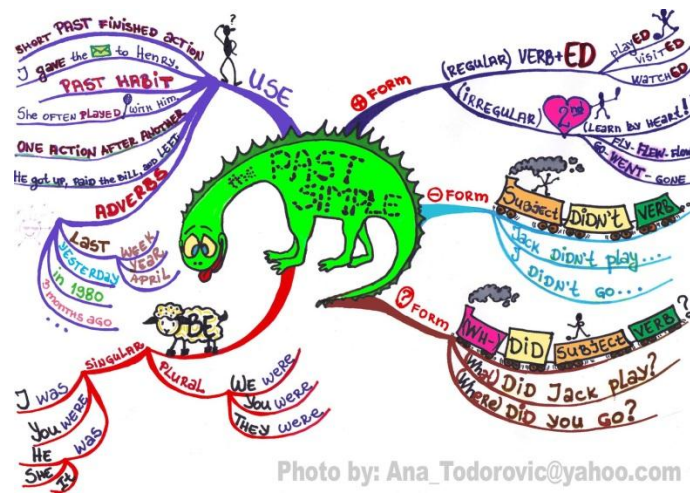 the PAST SIMPLE
USE
SHORT PAST FINISHED ACTION
I gave the to Henry.
PAST HABIT
She OFTEN PLAYED with him.
ONE ACTION AFTER ANOTHER
He got up, paid the bill, and left.
ADVERBS
LAST
WEEK
YEAR
APRIL
YESTERDAY
in 1980
3 months ago
...
?
+ FORM
(REGULAR) VERB+ED
playED
visitED
watchED
(IRREGULAR) 2nd
(LEARN by HEART!)
FLY-FLEW-FLOWN
GO-WENT-GONE
- FORM
SUBJECT DIDN'T VERB
Jack DIDN'T play...
I DIDN'T go...
? FORM
(WH-) DID SUBJECT VERB ?
(What) DID Jack play?
(Where) DID you go?
BE
SINGULAR
I was
You were
HE was
SHE
It
PLURAL
WE were
You were
THEY were
Photo by: Ana_Todorovic@yahoo.com